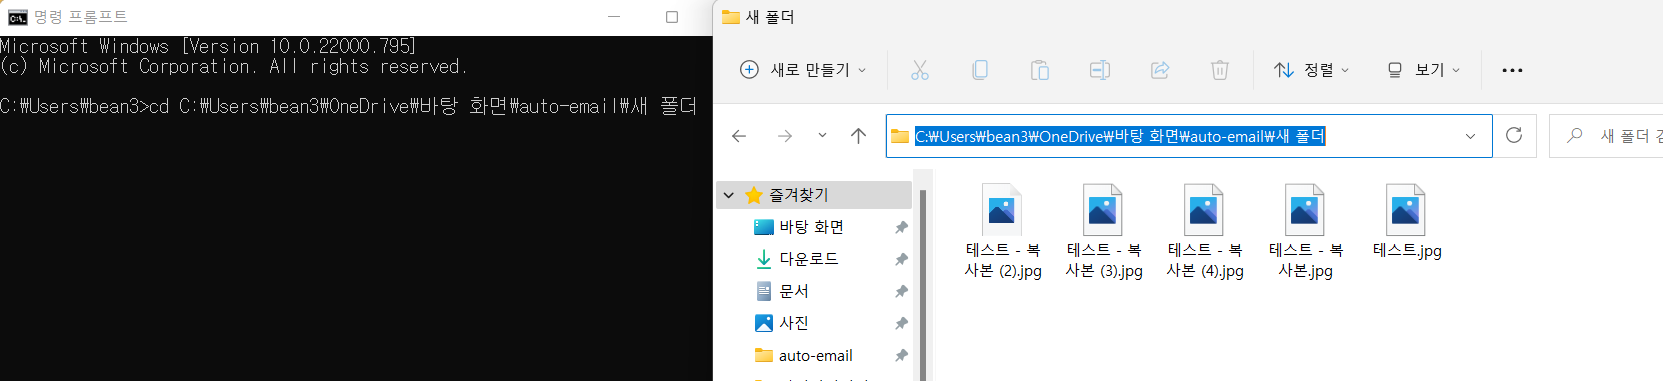 명령 프롬프트
Microsoft Windows [Version 10.0.22000.795]
(c) Microsoft Corporation. All rights reserved.
C:₩Users₩bean3>cd C:₩Users₩bean3₩OneDrive₩바탕 화면₩auto-email₩새 폴더
새 폴더
새로 만들기
정렬
보기
C:₩Users₩bean3₩OneDrive₩바탕 화면₩auto-email₩새 폴더
새 폴더
즐겨찾기
바탕 화면
다운로드
문서
사진
auto-email
테스트 - 복
사본 (2).jpg
테스트 - 복
사본 (3).jpg
테스트 - 복
사본 (4).jpg
테스트 - 복
사본.jpg
테스트.jpg